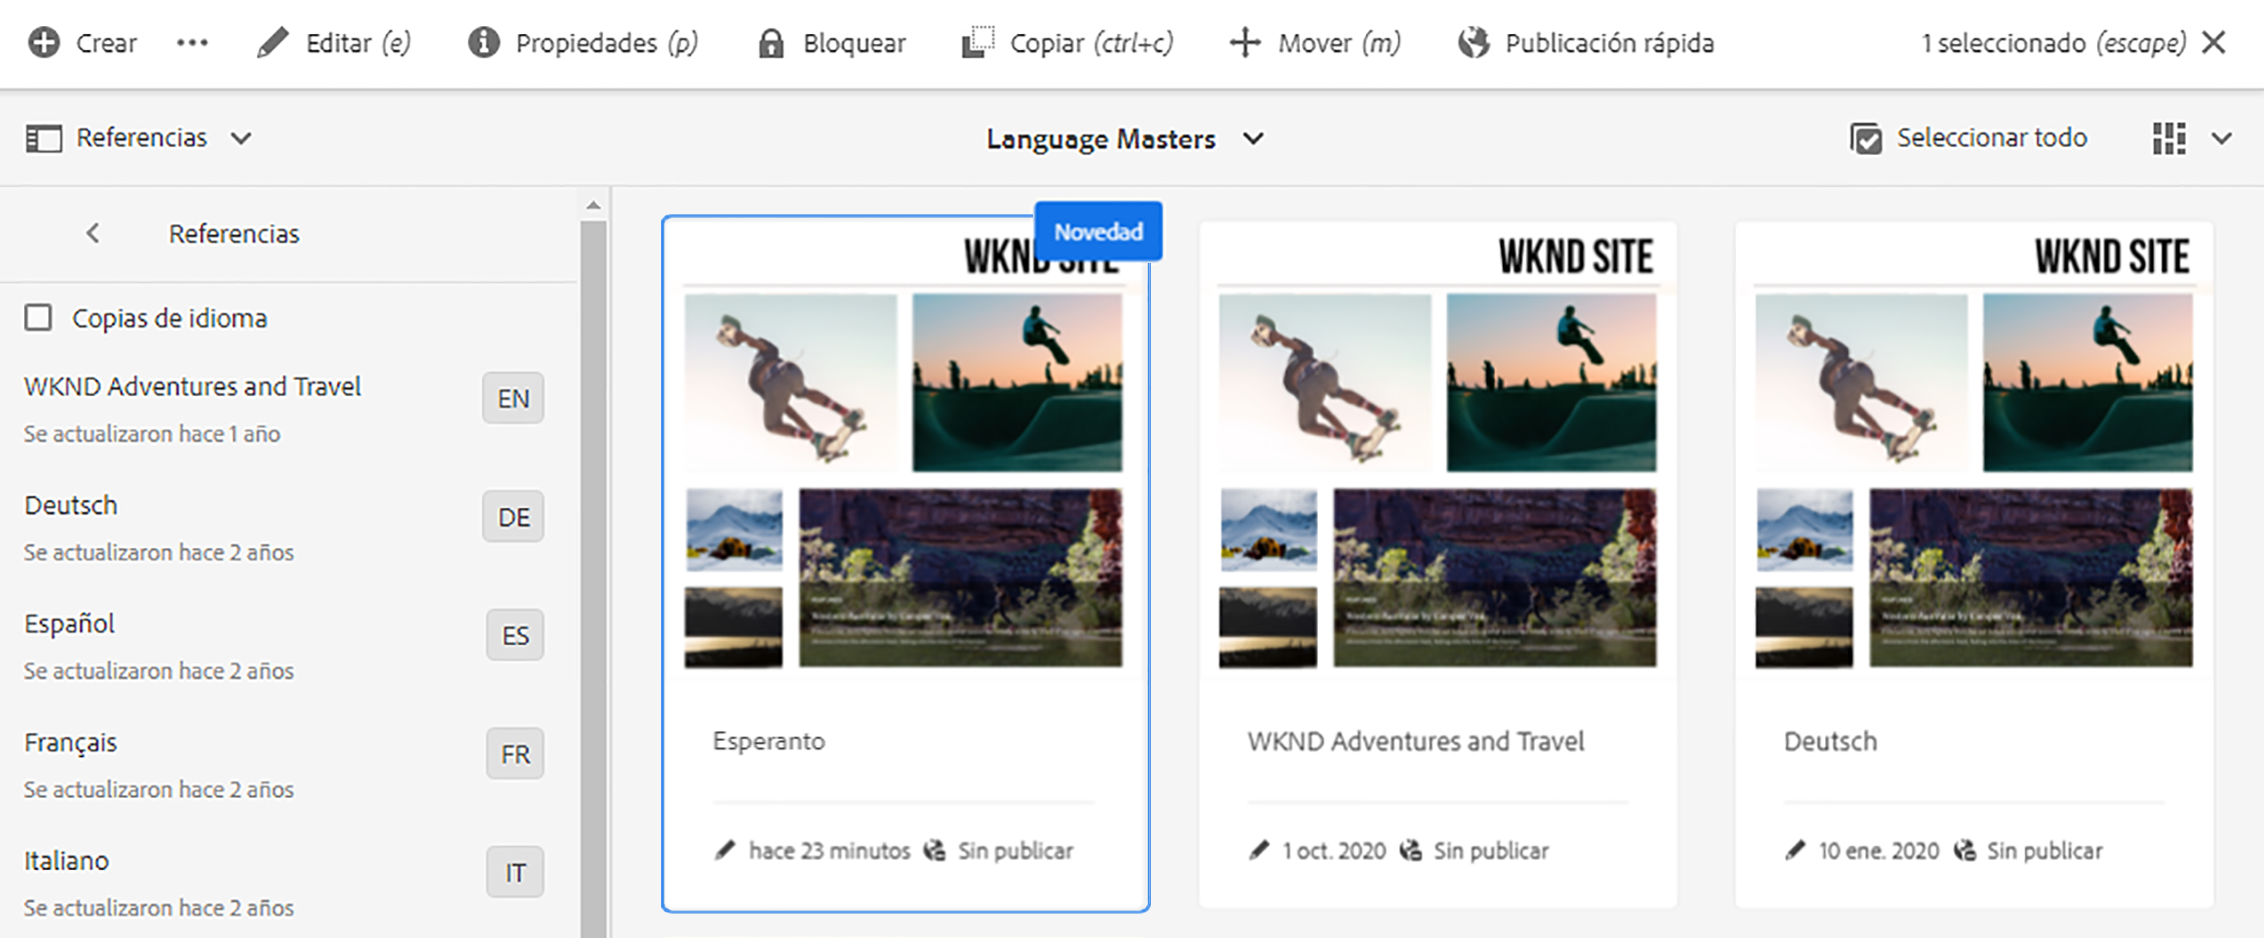 Crear ... Editar (e) Propiedades (p) Bloquear Copiar (ctrl+c) Mover (m) Publicación rápida 1 seleccionado (escape)
Referencias Language Masters Seleccionar todo
Referencias
Copias de idioma
WKND Adventures and Travel EN
Se actualizaron hace 1 año
Deutsch DE
Se actualizaron hace 2 años
Español ES
Se actualizaron hace 2 años
Français FR
Se actualizaron hace 2 años
Italiano IT
Se actualizaron hace 2 años
Novedad
WKND SITE
Esperanto
hace 23 minutos Sin publicar
WKND SITE
WKND Adventures and Travel
1 oct. 2020 Sin publicar
WKND SITE
Deutsch
10 ene. 2020 Sin publicar